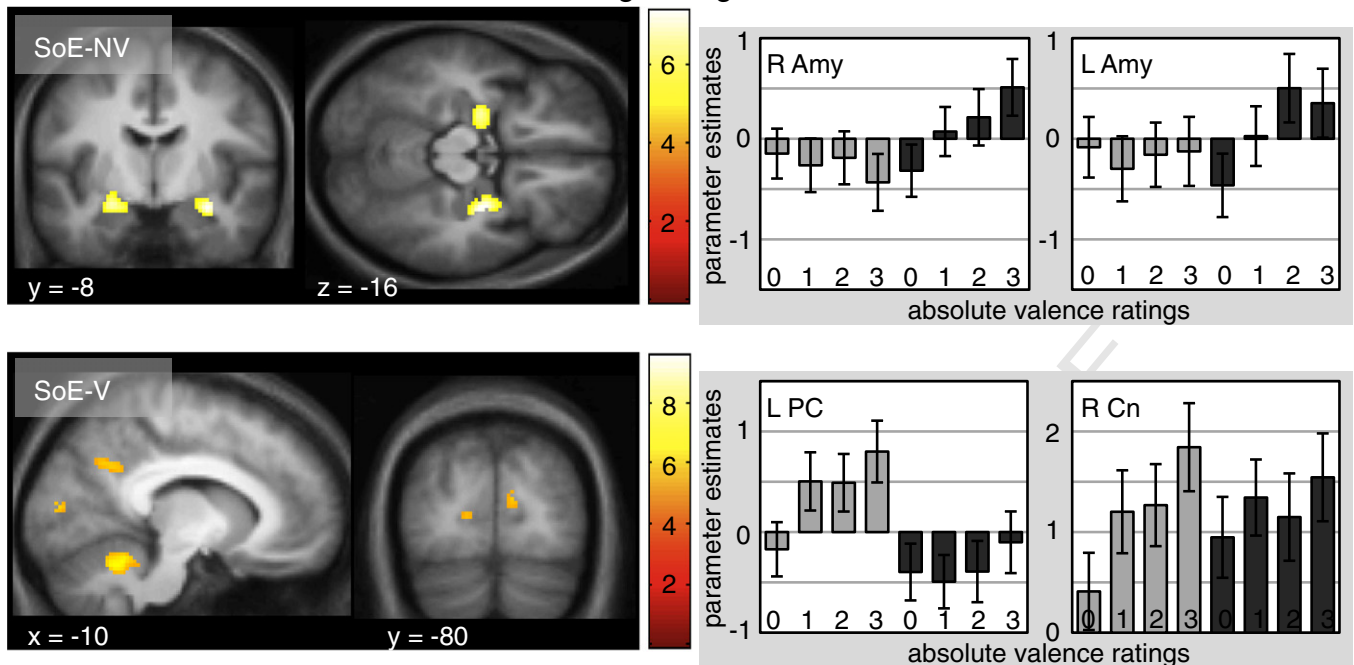 SoE-NV
y = -8
z = -16
6
4
2
parameter estimates
1
0
-1
R Amy
0 1 2 3 0 1 2 3
1
0
-1
L Amy
0 1 2 3 0 1 2 3
absolute valence ratings
SoE-V
x = -10
y = -80
8
6
4
2
parameter estimates
1
0
-1
L PC
0 1 2 3 0 1 2 3
2
1
0
R Cn
0 1 2 3 0 1 2 3
absolute valence ratings